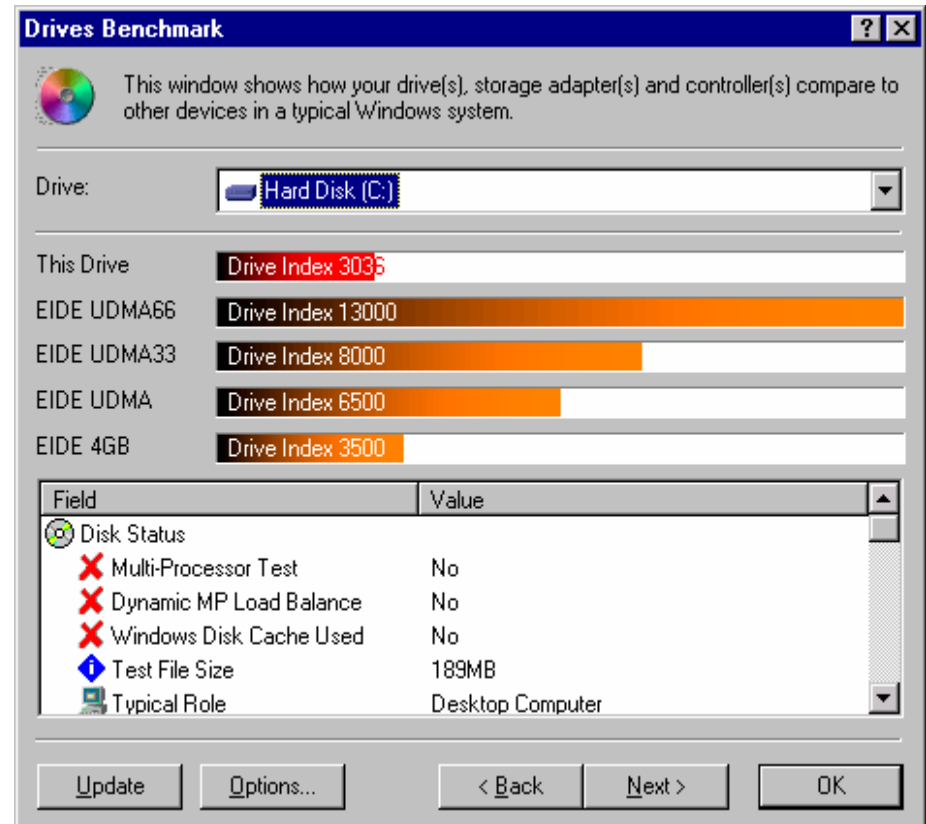 Drives Benchmark
This window shows how your drive(s), storage adapter(s) and controller(s) compare to
other devices in a typical Windows system.
Drive: Hard Disk (C:)
This Drive Drive Index 3036
EIDE UDMA66 Drive Index 13000
EIDE UDMA33 Drive Index 8000
EIDE UDMA Drive Index 6500
EIDE 4GB Drive Index 3500
Field Value
Disk Status
Multi-Processor Test No
Dynamic MP Load Balance No
Windows Disk Cache Used No
Test File Size 189MB
Typical Role Desktop Computer
Update Options... < Back Next > OK